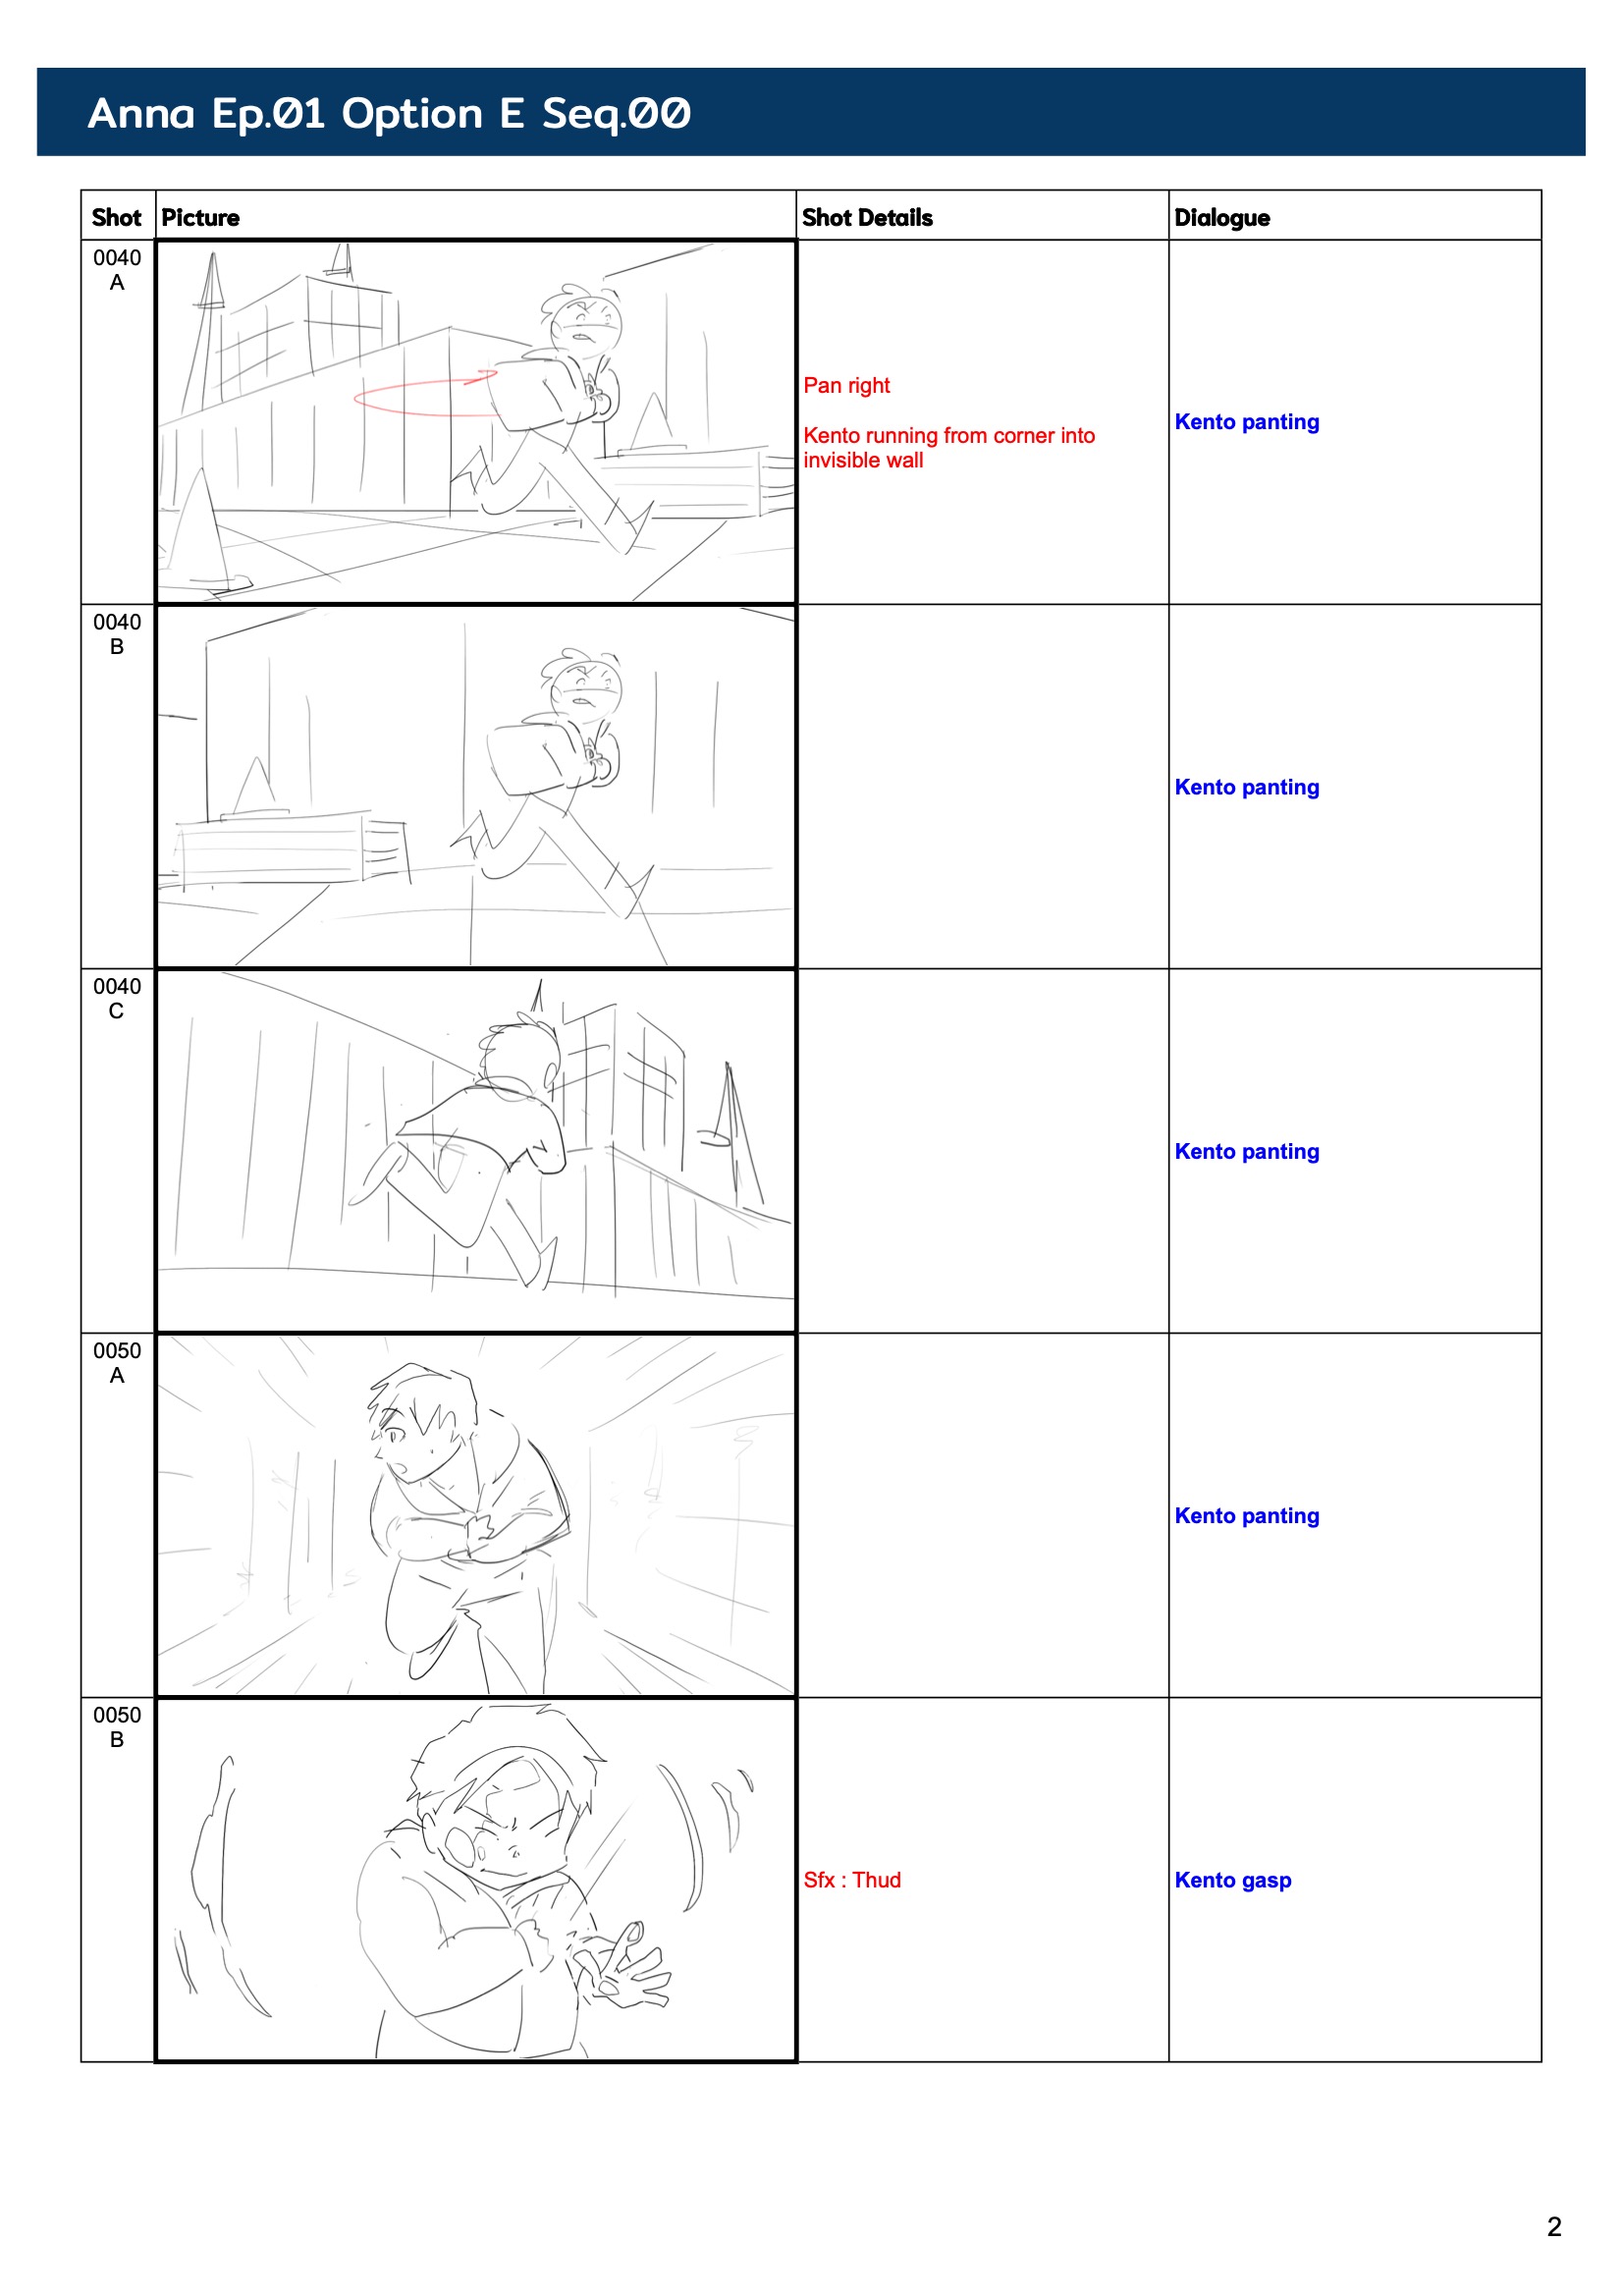 Anna Ep.01 Option E Seq.00
Shot Picture Shot Details Dialogue
0040
A
Pan right
Kento running from corner into
invisible wall
Kento panting
0040
B
Kento panting
0040
C
Kento panting
0050
A
Kento panting
0050
B
Sfx : Thud
Kento gasp
2